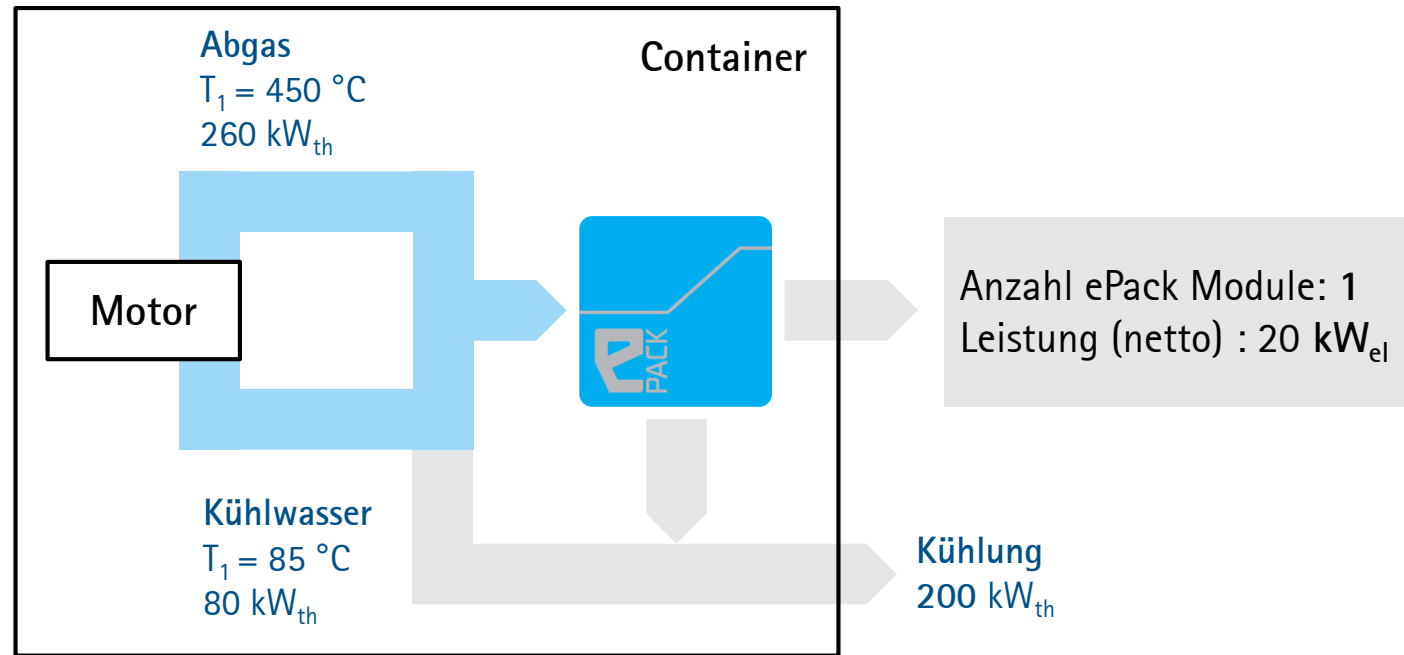 Abgas
T₁ = 450 °C
260 kWₜₕ
Container
Motor
e
PACK
Anzahl ePack Module: 1
Leistung (netto) : 20 kWₑₗ
Kühlwasser
T₁ = 85 °C
80 kWₜₕ
Kühlung
200 kWₜₕ